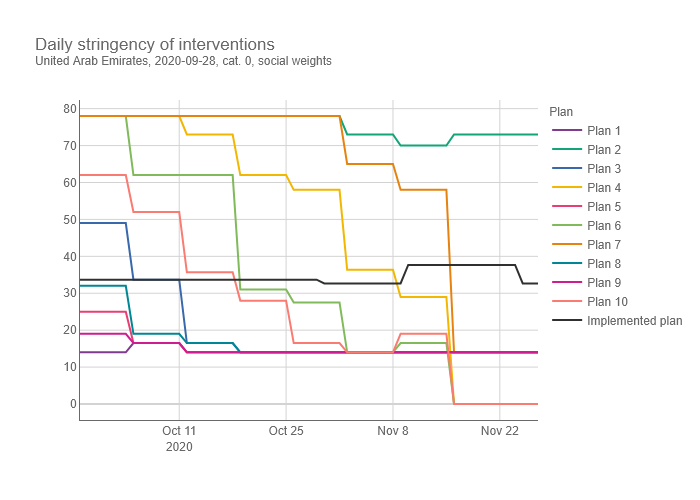 Daily stringency of interventions
United Arab Emirates, 2020-09-28, cat. 0, social weights
80
70
60
50
40
30
20
10
0
Oct 11
2020
Oct 25
Nov 8
Nov 22
Plan
Plan 1
Plan 2
Plan 3
Plan 4
Plan 5
Plan 6
Plan 7
Plan 8
Plan 9
Plan 10
Implemented plan